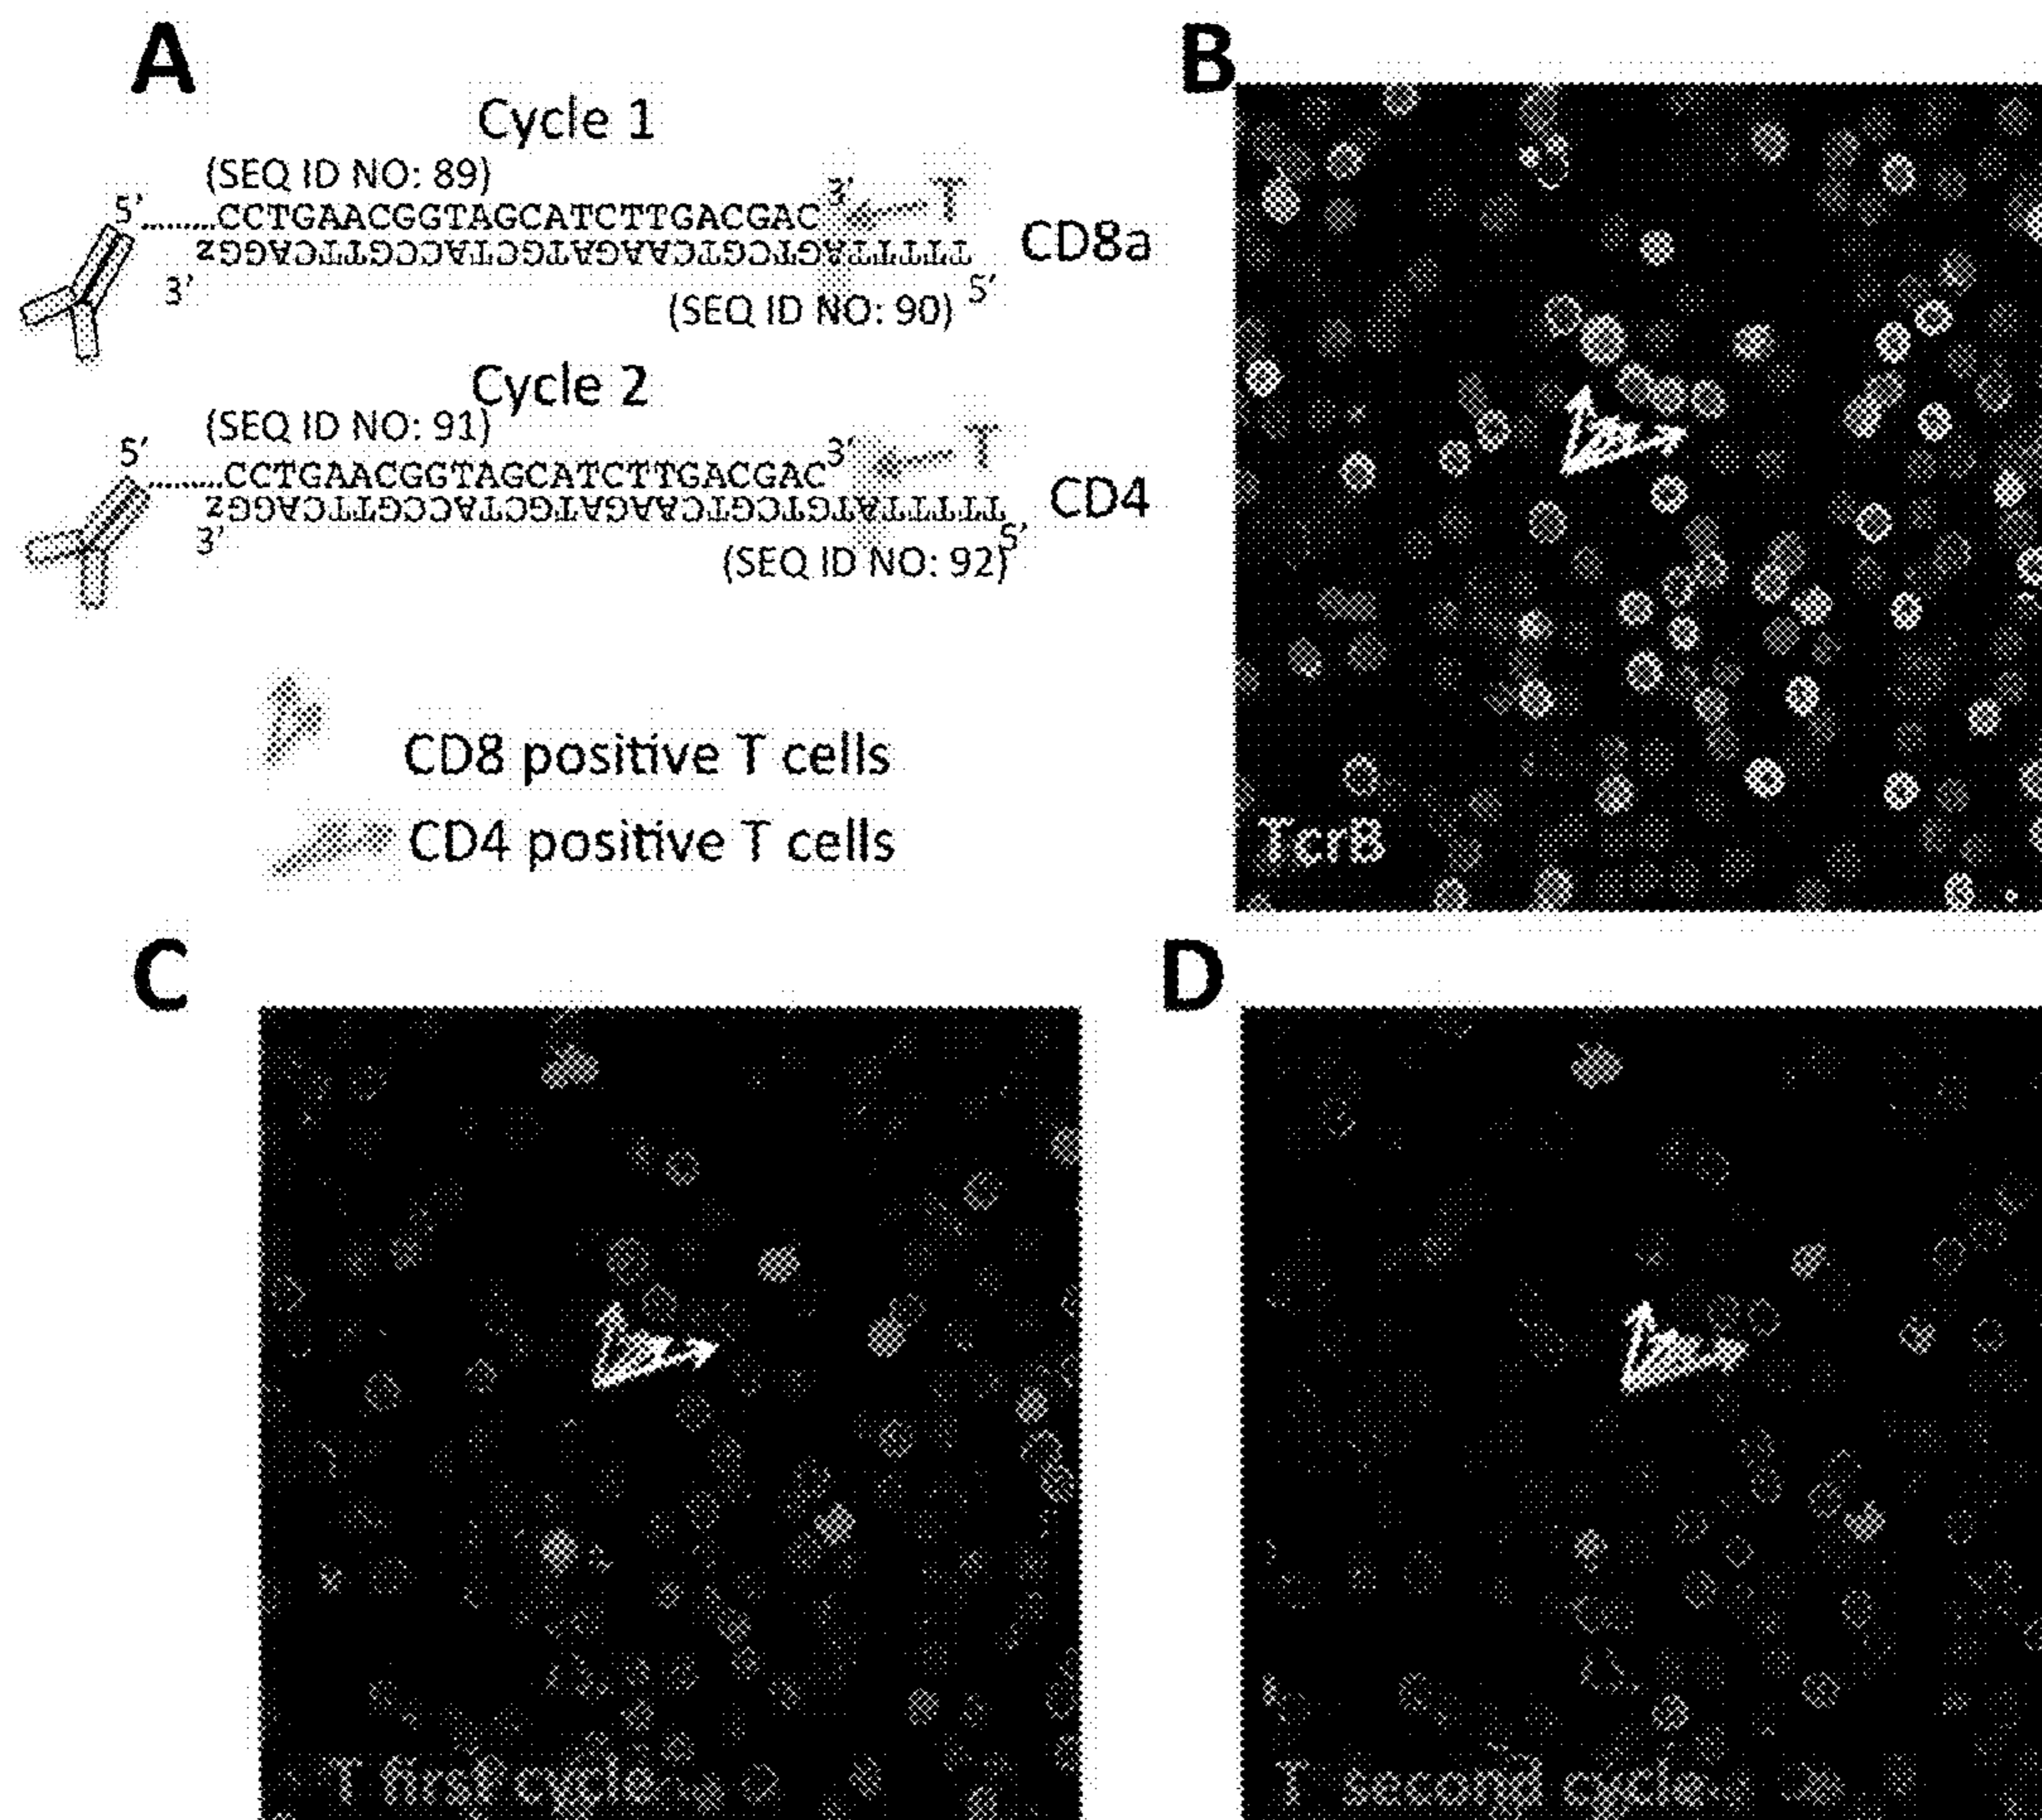 A
Cycle 1
(SEQ ID NO: 89)
5'
CCTGAACGGTAGCATCTTGACGAC
3'
T
CD8a
3'
5'
(SEQ ID NO: 90)
Cycle 2
(SEQ ID NO: 91)
5'
CCTGAACGGTAGCATCTTGACGAC
3'
T
CD4
3'
5'
(SEQ ID NO: 92)
CD8 positive T cells
CD4 positive T cells
B
TcrB
C
T first cycle
D
T second cycle